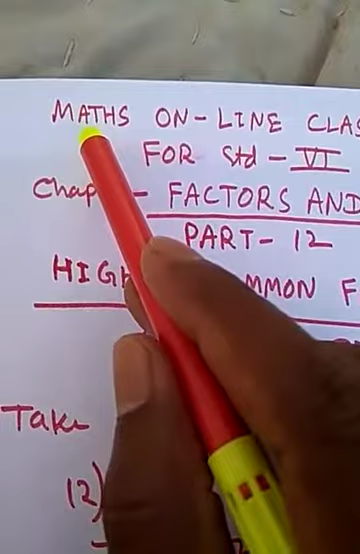 MATHS ON-LINE CLAS
FOR Std - VI
Chap - FACTORS AND
PART- 12
HIGH MMON F
Take
12)